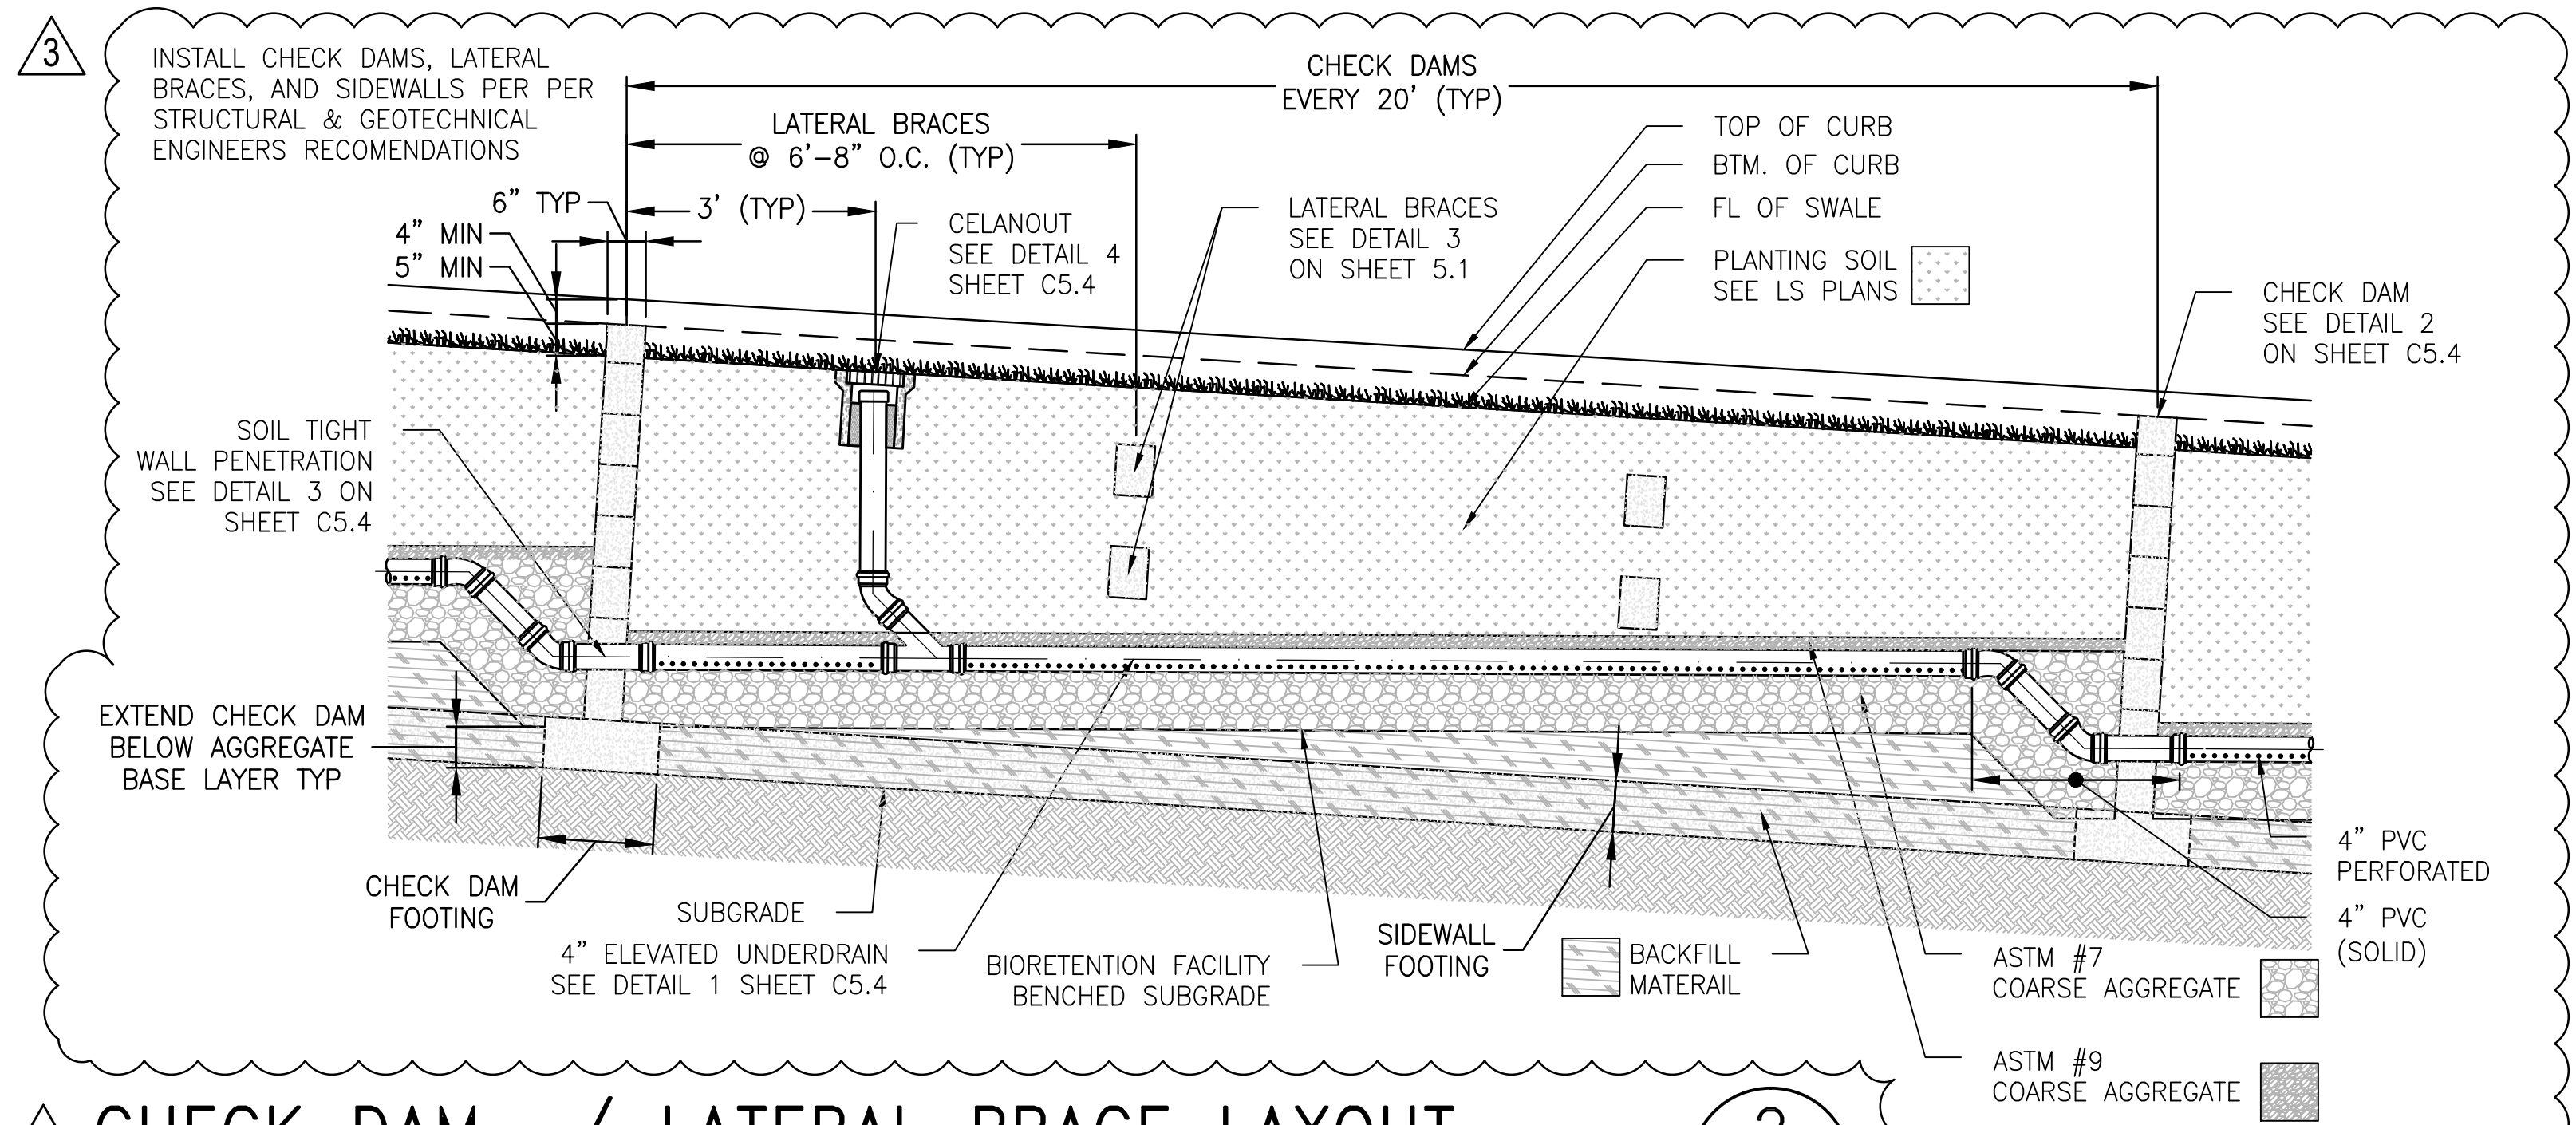 3
INSTALL CHECK DAMS, LATERAL
BRACES, AND SIDEWALLS PER PER
STRUCTURAL & GEOTECHNICAL
ENGINEERS RECOMENDATIONS
CHECK DAMS
EVERY 20' (TYP)
LATERAL BRACES
@ 6'-8" O.C. (TYP)
6" TYP
3' (TYP)
4" MIN
5" MIN
CELANOUT
SEE DETAIL 4
SHEET C5.4
LATERAL BRACES
SEE DETAIL 3
ON SHEET 5.1
TOP OF CURB
BTM. OF CURB
FL OF SWALE
PLANTING SOIL
SEE LS PLANS
CHECK DAM
SEE DETAIL 2
ON SHEET C5.4
SOIL TIGHT
WALL PENETRATION
SEE DETAIL 3 ON
SHEET C5.4
EXTEND CHECK DAM
BELOW AGGREGATE
BASE LAYER TYP
CHECK DAM
FOOTING
SUBGRADE
4" ELEVATED UNDERDRAIN
SEE DETAIL 1 SHEET C5.4
BIORETENTION FACILITY
BENCHED SUBGRADE
SIDEWALL
FOOTING
BACKFILL
MATERAIL
4" PVC
PERFORATED
4" PVC
(SOLID)
ASTM #7
COARSE AGGREGATE
ASTM #9
COARSE AGGREGATE
CHECK DAM / LATERAL BRACE LAYOUT